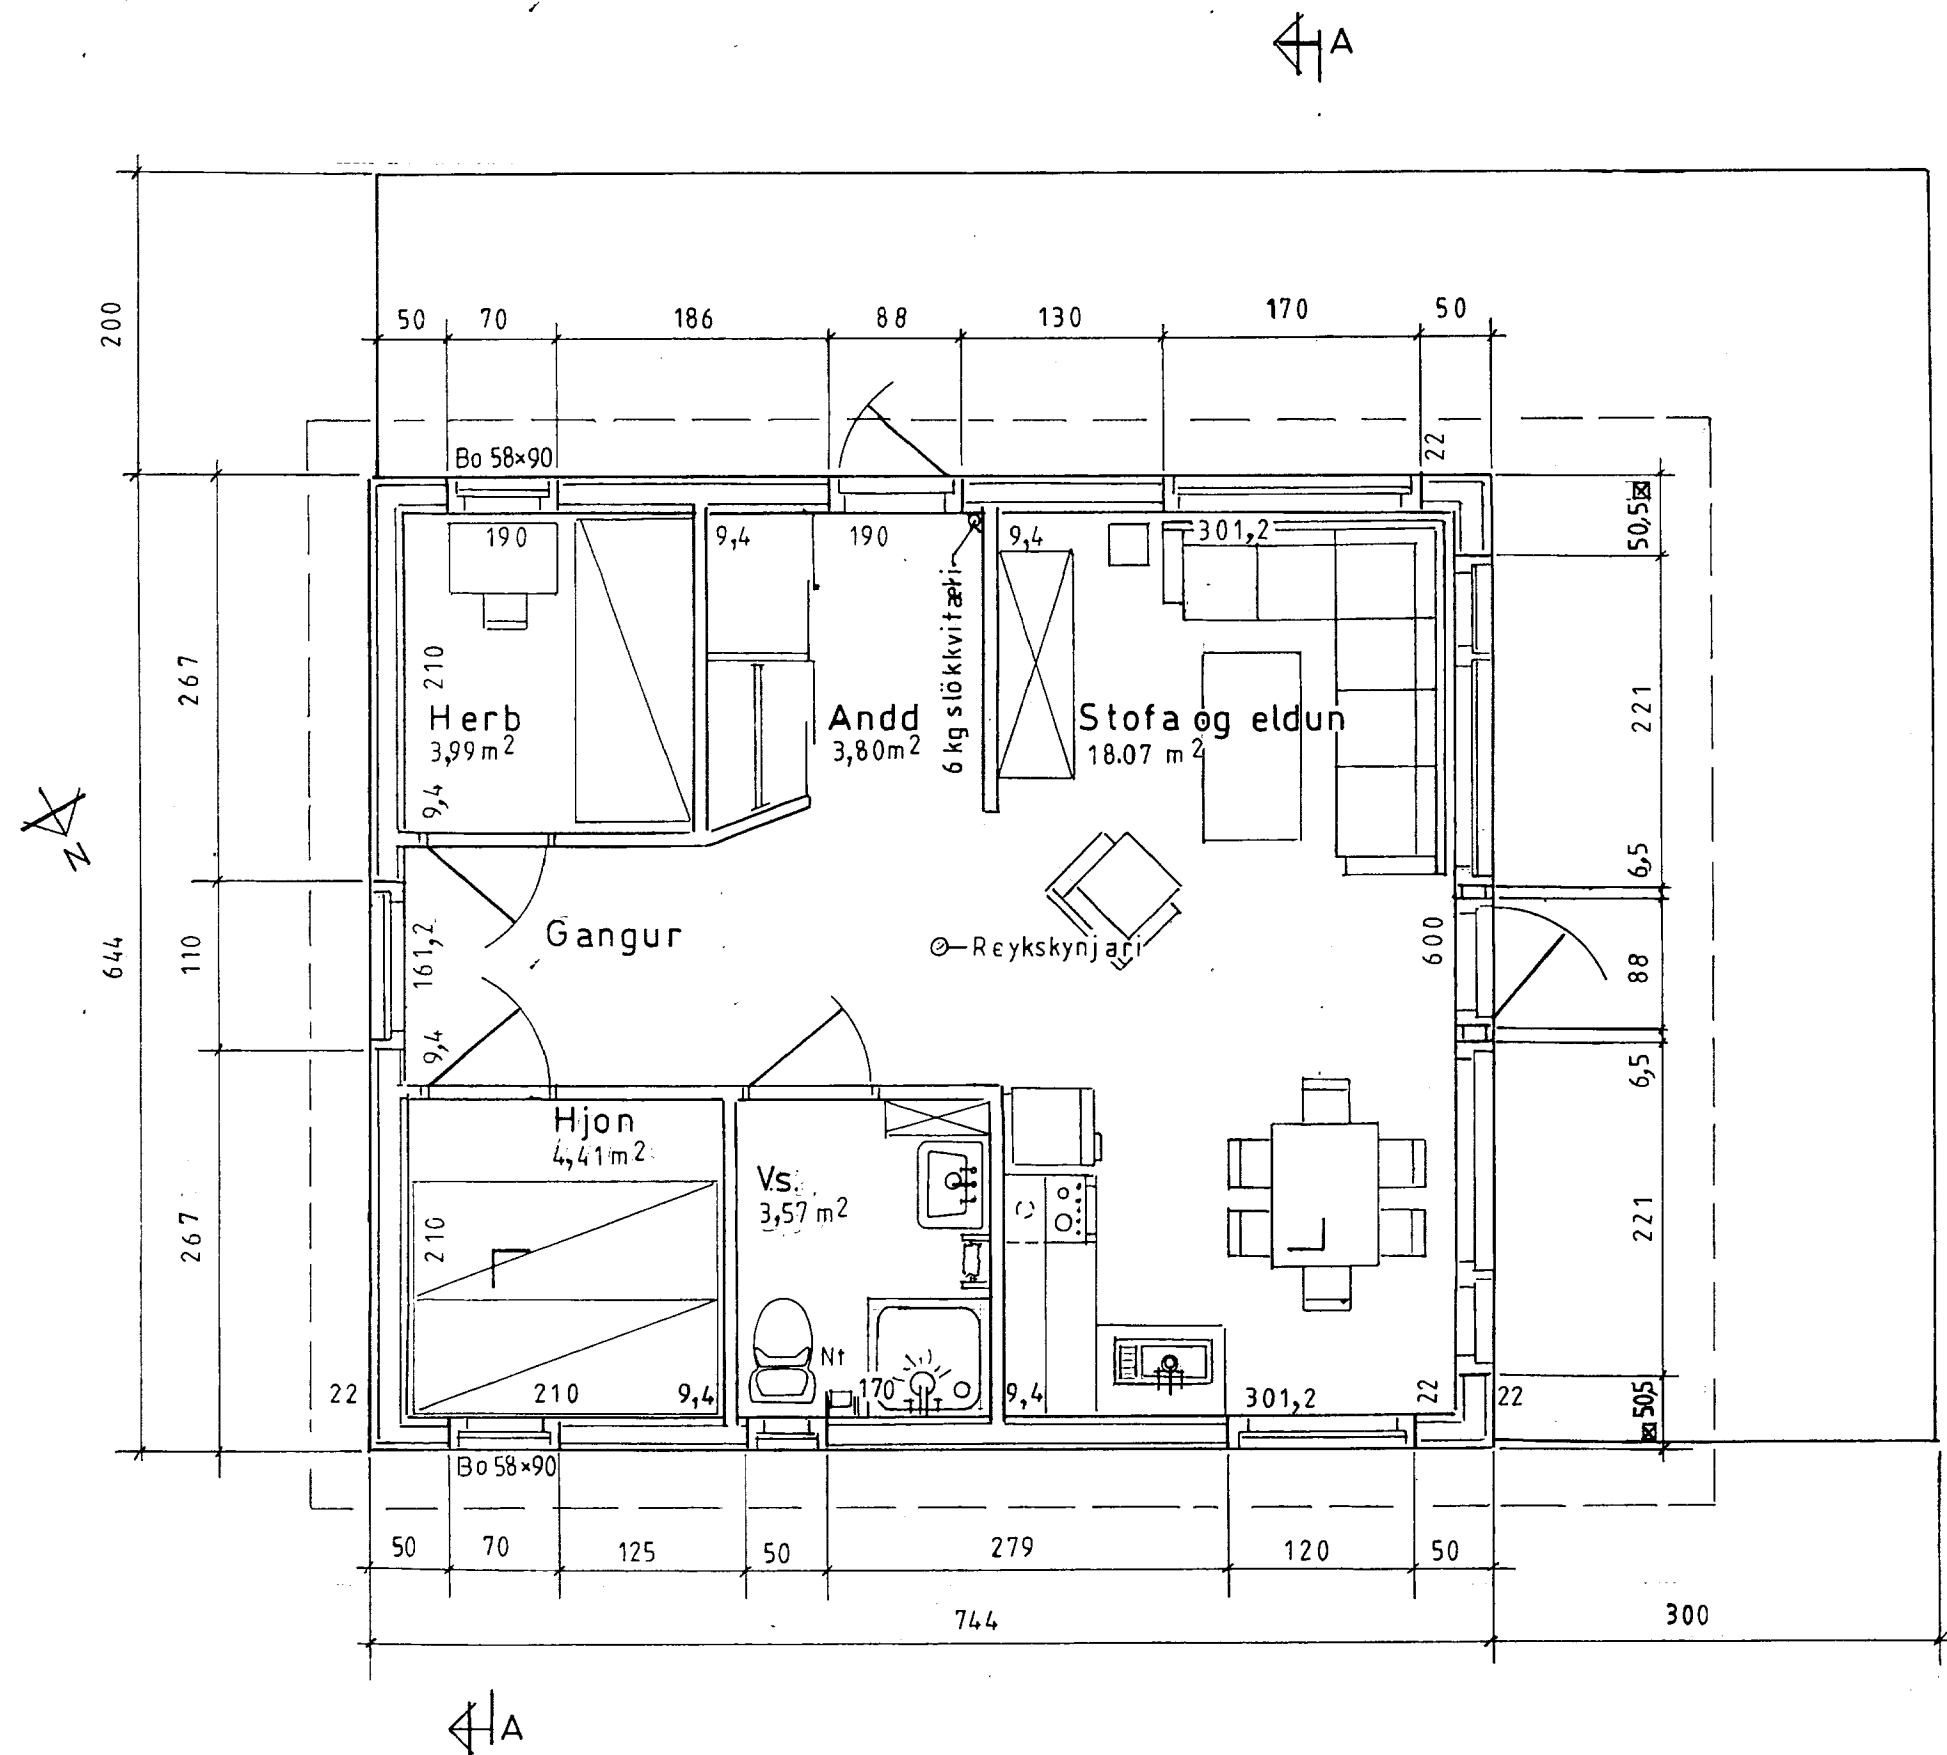 A
200
50 70 186 88 130 170 50
22
Bo 58×90
50,5
190 9,4 190 9,4 301,2
6 kg slökkvitæki
267
210
221
Herb
3,99 m²
Andd
3,80m²
Stofa og eldun
18.07 m²
9,4
6,5
N
644
110
161,2
Gangur
Reykskynjari
600
88
9,4
6,5
Hjon
4,41 m²
Vs.
3,57 m²
267
210
221
Nt
22
210
9,4
170
9,4
301,2
22
22
50,5
Bo 58×90
50 70 125 50 279 120 50
744
300
A